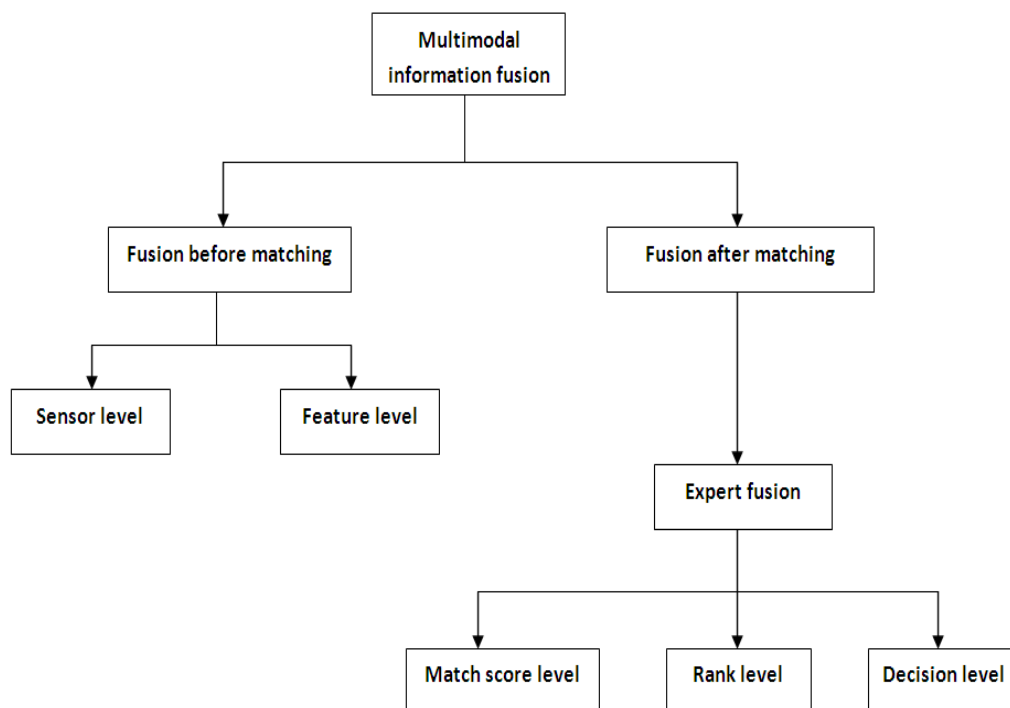 Multimodal
information fusion
Fusion before matching
Fusion after matching
Sensor level
Feature level
Expert fusion
Match score level
Rank level
Decision level